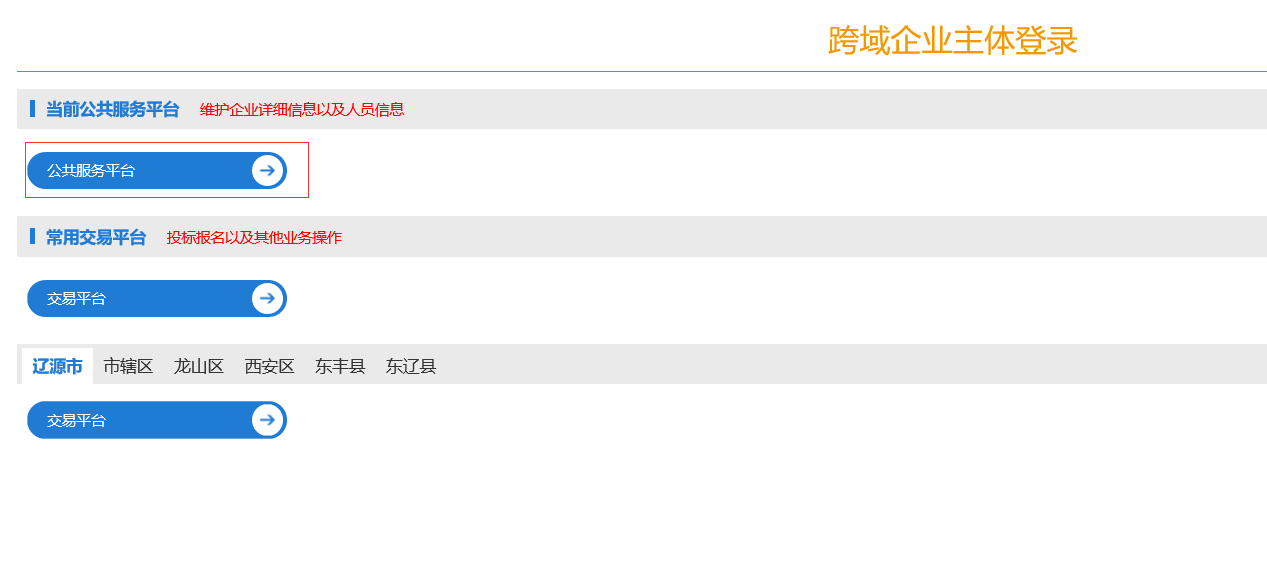 跨域企业主体登录
当前公共服务平台 维护企业详细信息以及人员信息
公共服务平台
常用交易平台 投标报名以及其他业务操作
交易平台
辽源市 市辖区 龙山区 西安区 东丰县 东辽县
交易平台